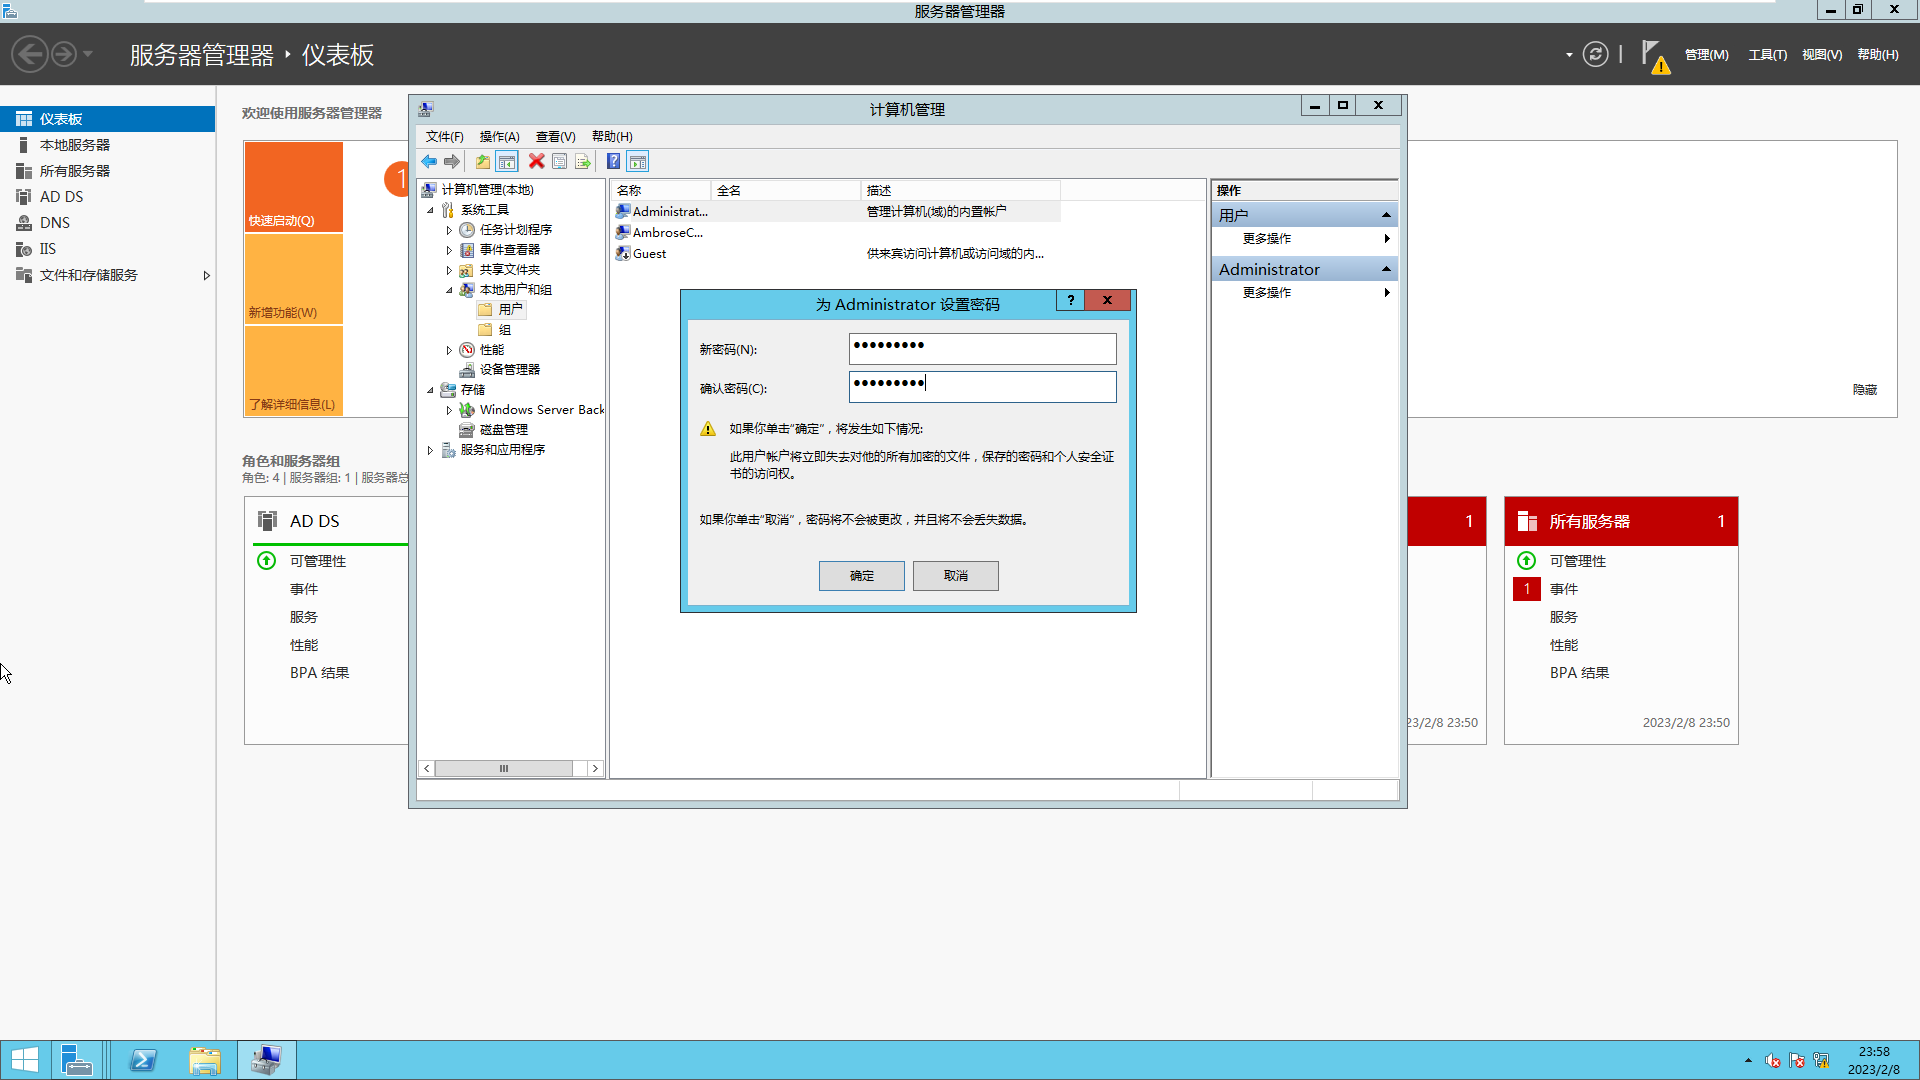 服务器管理器
服务器管理器 ‣ 仪表板
管理(M) 工具(T) 视图(V) 帮助(H)
仪表板
本地服务器
所有服务器
AD DS
DNS
IIS
文件和存储服务
欢迎使用服务器管理器
快速启动(Q)
新增功能(W)
了解详细信息(L)
1
隐藏
角色和服务器组
角色: 4 | 服务器组: 1 | 服务器总
AD DS
可管理性
事件
服务
性能
BPA 结果
1
23/2/8 23:50
所有服务器 1
可管理性
1 事件
服务
性能
BPA 结果
2023/2/8 23:50
计算机管理
文件(F) 操作(A) 查看(V) 帮助(H)
计算机管理(本地)
系统工具
任务计划程序
事件查看器
共享文件夹
本地用户和组
用户
组
性能
设备管理器
存储
Windows Server Back
磁盘管理
服务和应用程序
名称 全名 描述
Administrat... 管理计算机(域)的内置帐户
AmbroseC...
Guest 供来宾访问计算机或访问域的内...
操作
用户
更多操作
Administrator
更多操作
为 Administrator 设置密码
新密码(N): ●●●●●●●●●
确认密码(C): ●●●●●●●●●
如果你单击“确定”，将发生如下情况:
此用户帐户将立即失去对他的所有加密的文件，保存的密码和个人安全证
书的访问权。
如果你单击“取消”，密码将不会被更改，并且将不会丢失数据。
确定 取消
23:58
2023/2/8